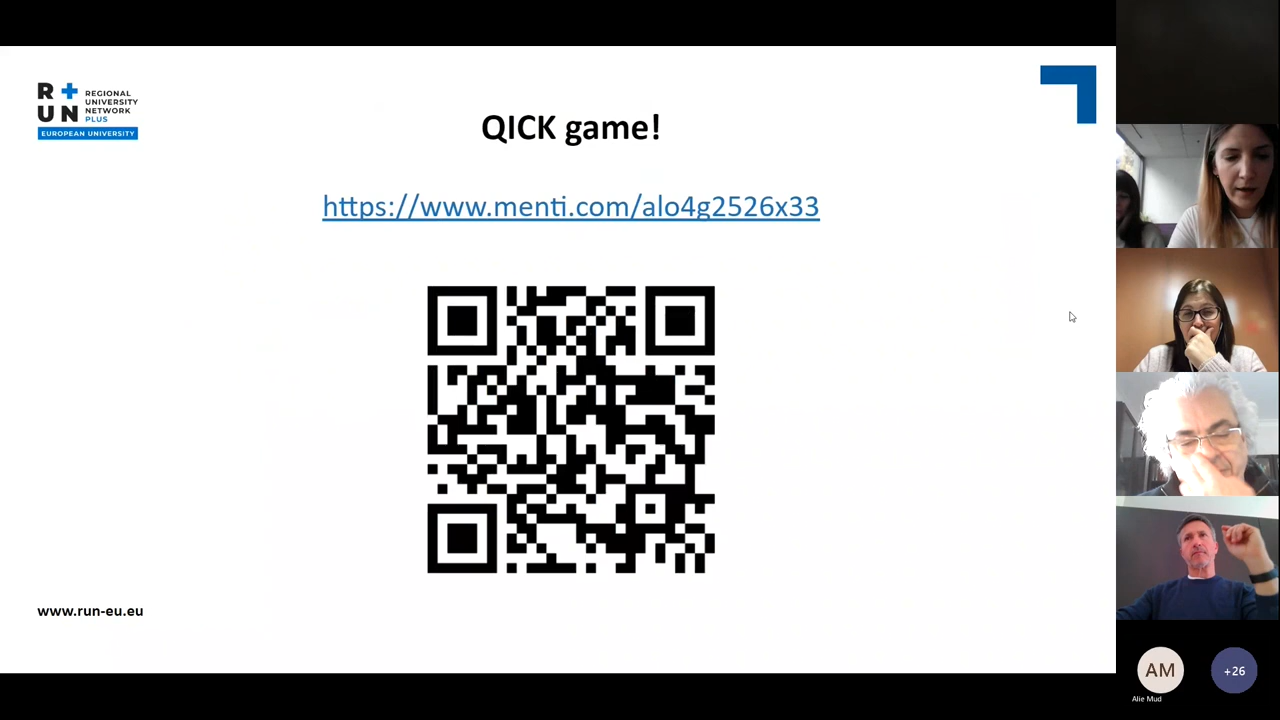 R+
UN
REGIONAL
UNIVERSITY
NETWORK
PLUS
EUROPEAN UNIVERSITY
QICK game!
https://www.menti.com/alo4g2526x33
www.run-eu.eu
AM
+26
Alie Mud